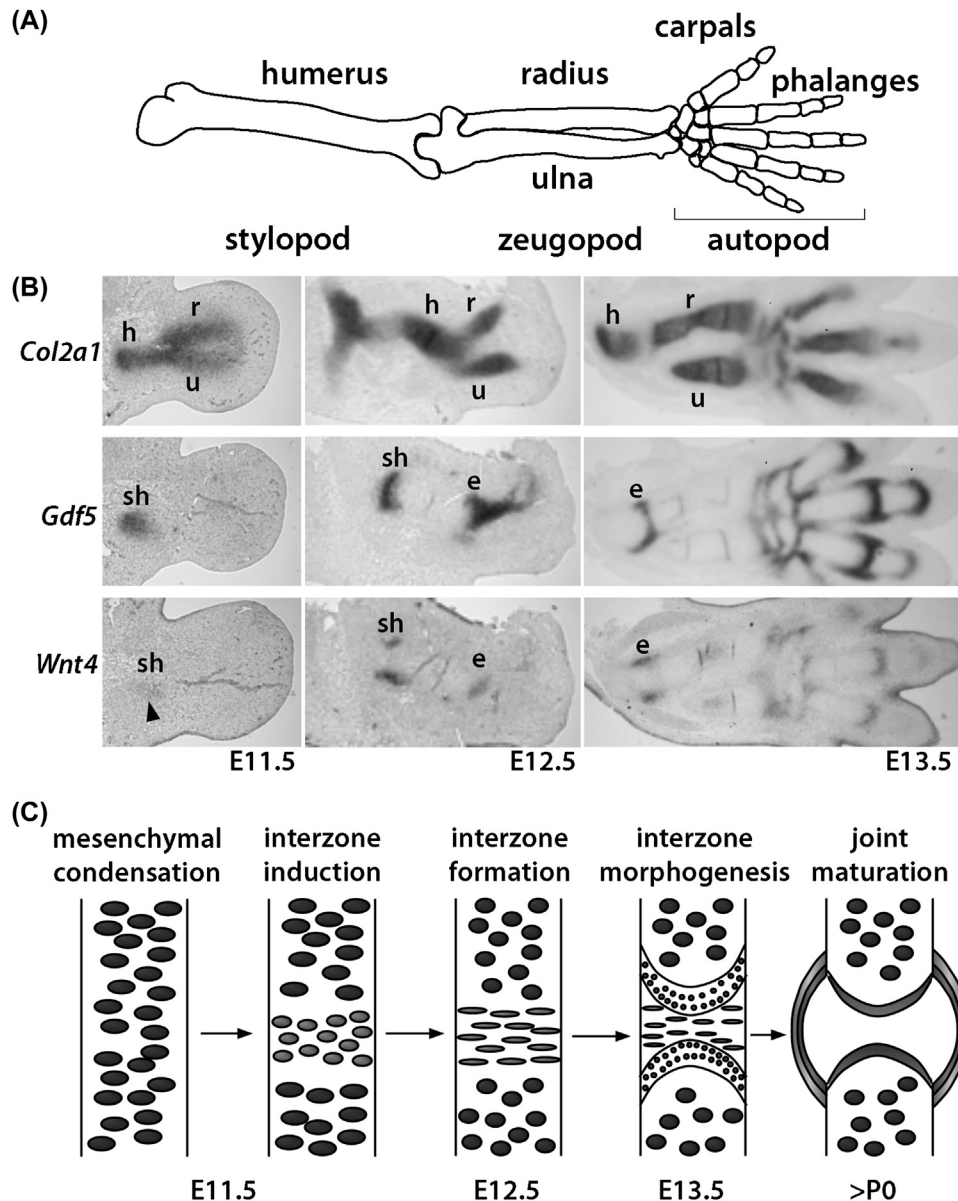 (A)
carpals
humerus
radius
phalanges
ulna
stylopod
zeugopod
autopod
(B)
Col2a1
h
r
u
h
r
u
h
r
u
Gdf5
sh
sh
e
e
Wnt4
sh
sh
e
e
E11.5
E12.5
E13.5
(C)
mesenchymal
condensation
interzone
induction
interzone
formation
interzone
morphogenesis
joint
maturation
E11.5
E12.5
E13.5
>P0